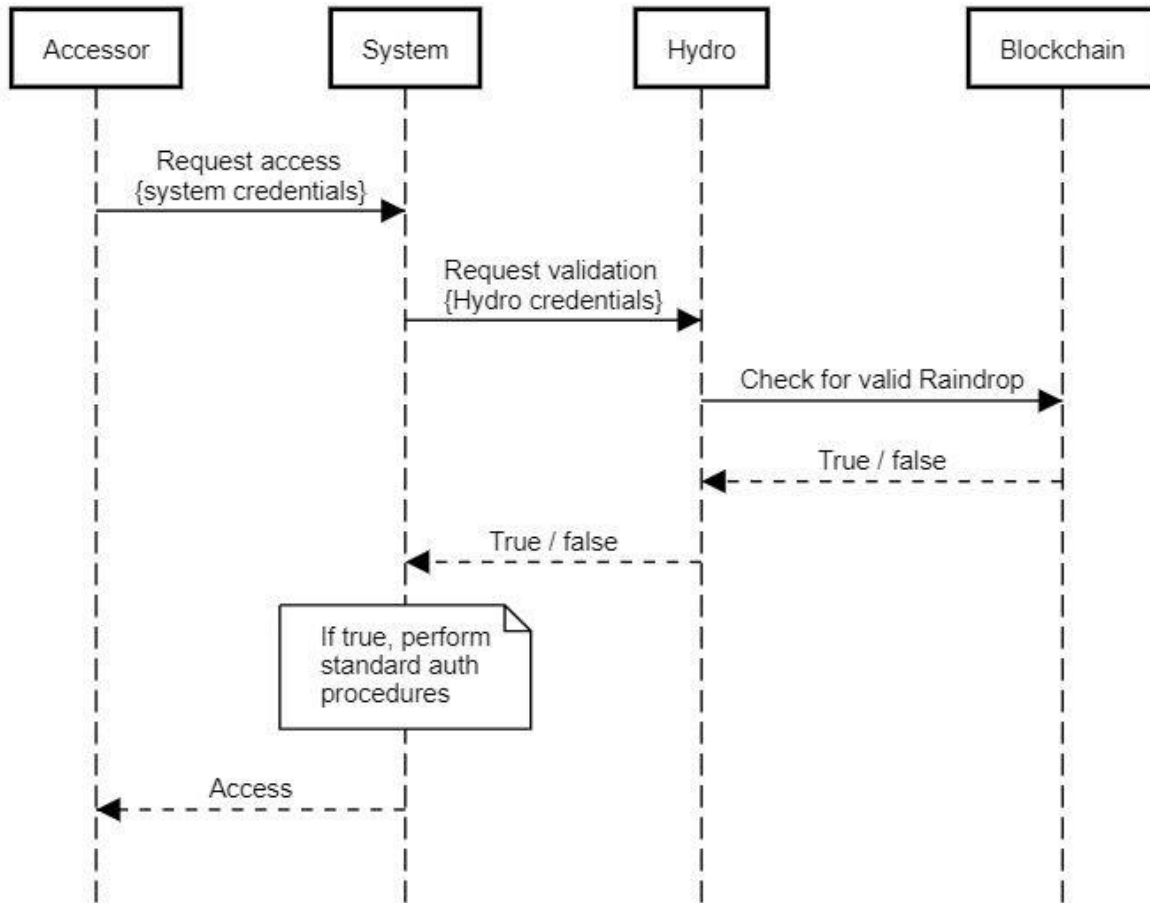 Accessor
System
Hydro
Blockchain
Request access
{system credentials}
Request validation
{Hydro credentials}
Check for valid Raindrop
True / false
True / false
If true, perform
standard auth
procedures
Access